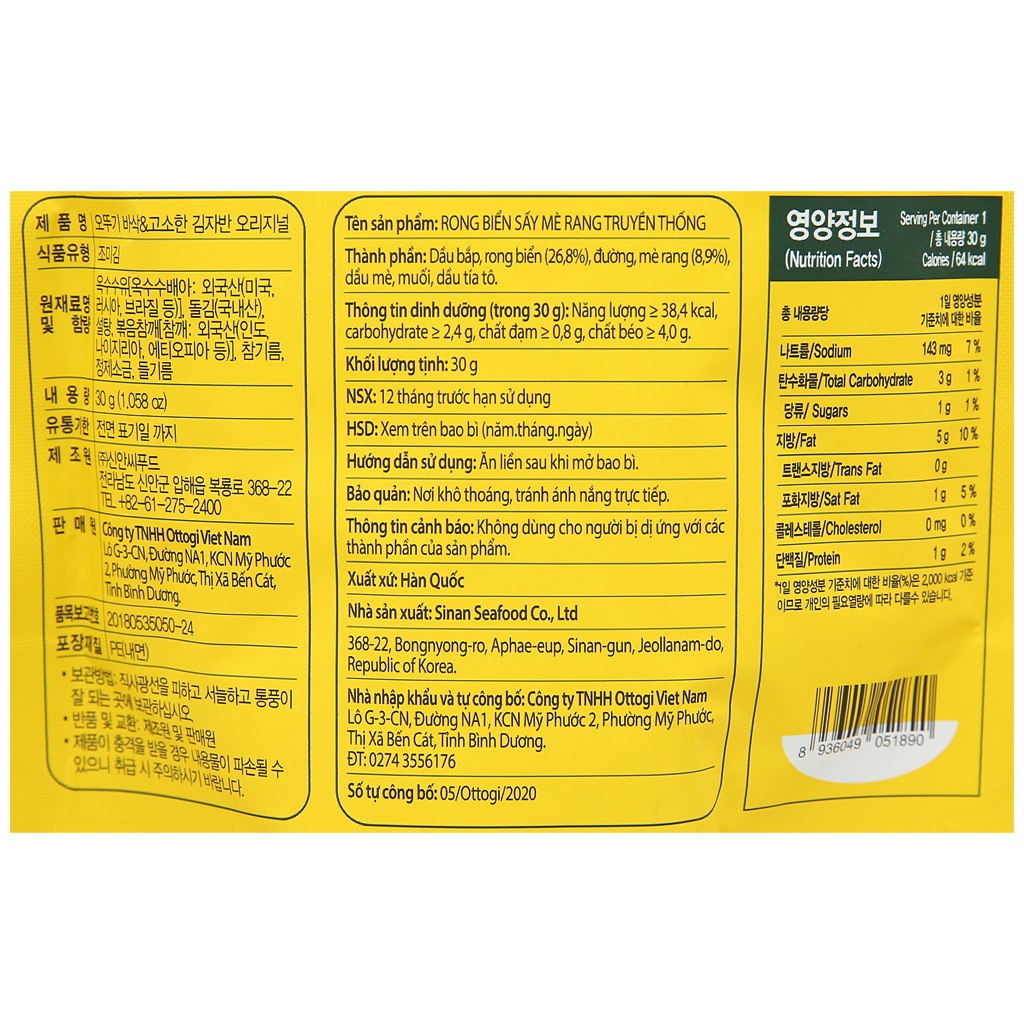 제 품 명 오뚜기 바삭&고소한 김자반 오리지널
식품유형 조미김
원재료명 및 함량 옥수수유[옥수수배아: 외국산(미국,
러시아, 브라질 등)], 돌김(국내산),
설탕, 볶음참깨[참깨: 외국산(인도,
나이지리아, 에티오피아 등)], 참기름,
정제소금, 들기름
내 용 량 30 g (1.058 oz)
유통기한 전면 표기일 까지
제 조 원 ㈜신안씨푸드
전라남도 신안군 압해읍 복룡로 368-22
TEL. +82-61-275-2400
판 매 원 Công ty TNHH Ottogi Viet Nam
Lô G-3-CN, Đường NA1, KCN Mỹ Phước
2, Phường Mỹ Phước, Thị Xã Bến Cát,
Tỉnh Bình Dương.
품목보고번호 20180535050-24
포장재질 PE(내면)
• 보관방법: 직사광선을 피하고 서늘하고 통풍이
잘 되는 곳에 보관하십시오.
• 반품 및 교환: 제조원 및 판매원
• 제품이 충격을 받을 경우 내용물이 파손될 수
있으니 취급 시 주의하시기 바랍니다.
Tên sản phẩm: RONG BIỂN SẤY MÈ RANG TRUYỀN THỐNG
Thành phần: Dầu bắp, rong biển (26,8%), đường, mè rang (8,9%),
dầu mè, muối, dầu tía tô.
Thông tin dinh dưỡng (trong 30 g): Năng lượng ≥ 38,4 kcal,
carbohydrate ≥ 2,4 g, chất đạm ≥ 0,8 g, chất béo ≥ 4,0 g.
Khối lượng tịnh: 30 g
NSX: 12 tháng trước hạn sử dụng
HSD: Xem trên bao bì (năm.tháng.ngày)
Hướng dẫn sử dụng: Ăn liền sau khi mở bao bì.
Bảo quản: Nơi khô thoáng, tránh ánh nắng trực tiếp.
Thông tin cảnh báo: Không dùng cho người bị dị ứng với các
thành phần của sản phẩm.
Xuất xứ: Hàn Quốc
Nhà sản xuất: Sinan Seafood Co., Ltd
368-22, Bongnyong-ro, Aphae-eup, Sinan-gun, Jeollanam-do,
Republic of Korea.
Nhà nhập khẩu và tự công bố: Công ty TNHH Ottogi Viet Nam
Lô G-3-CN, Đường NA1, KCN Mỹ Phước 2, Phường Mỹ Phước,
Thị Xã Bến Cát, Tỉnh Bình Dương.
ĐT: 0274 3556176
Số tự công bố: 05/Ottogi/2020
영양정보
(Nutrition Facts)
Serving Per Container 1
/ 총 내용량 30 g
Calories / 64 kcal
총 내용량당 1일 영양성분
기준치에 대한 비율
나트륨/Sodium 143 mg 7 %
탄수화물/Total Carbohydrate 3 g 1 %
당류/ Sugars 1 g 1 %
지방/Fat 5 g 10 %
트랜스지방/Trans Fat 0 g
포화지방/Sat Fat 1 g 5 %
콜레스테롤/Cholesterol 0 mg 0 %
단백질/Protein 1 g 2 %
*1일 영양성분 기준치에 대한 비율(%)은 2,000 kcal 기준
이므로 개인의 필요열량에 따라 다를수 있습니다.
8 936049 051890